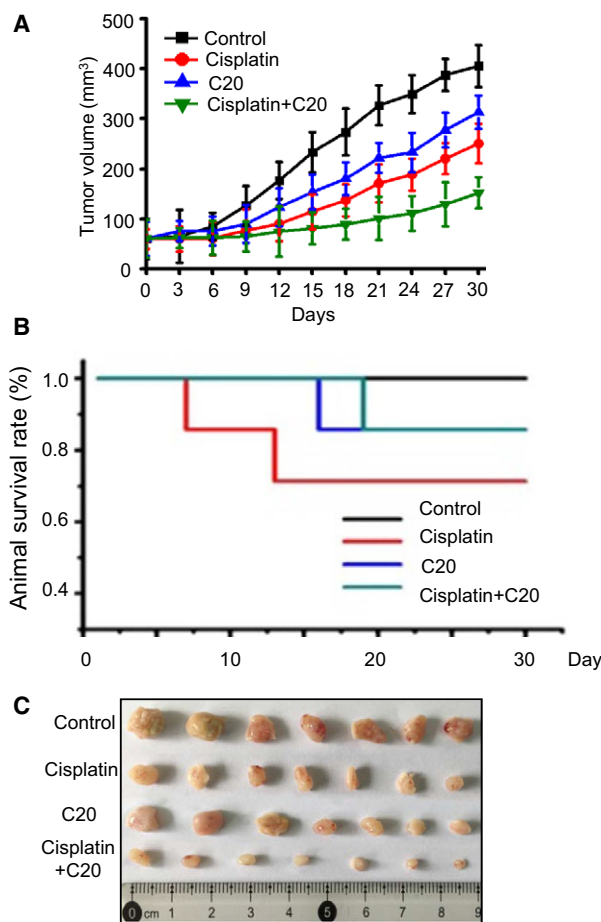 A
Tumor volume (mm³)
500
400
300
200
100
0
Control
Cisplatin
C20
Cisplatin+C20
0 3 6 9 12 15 18 21 24 27 30
Days
B
Animal survival rate (%)
1.0
0.8
0.6
0.4
Control
Cisplatin
C20
Cisplatin+C20
0 10 20 30 Day
C
Control
Cisplatin
C20
Cisplatin
+C20
0 cm 1 2 3 4 5 6 7 8 9